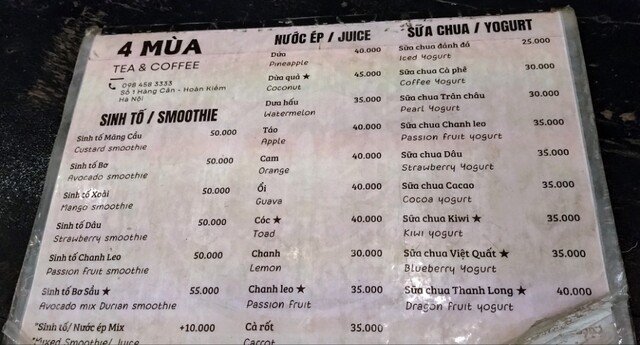 4 MÙA
TEA & COFFEE
098 458 3333
Số 1 Hàng Cân - Hoàn Kiếm
Hà Nội
SINH TỐ / SMOOTHIE
Sinh tố Mãng Cầu 50.000
Custard smoothie
Sinh tố Bơ 50.000
Avocado smoothie
Sinh tố Xoài 50.000
Mango smoothie
Sinh tố Dâu 50.000
Strawberry smoothie
Sinh tố Chanh Leo 50.000
Passion fruit smoothie
Sinh tố Bơ Sầu ★ 55.000
Avocado mix Durian smoothie
*Sinh tố/ Nước ép Mix +10.000
Mixed Smoothie/ Juice
NƯỚC ÉP / JUICE
Dứa 40.000
Pineapple
Dừa quả ★ 45.000
Coconut
Dưa hấu 35.000
Watermelon
Táo 40.000
Apple
Cam 40.000
Orange
Ổi 40.000
Guava
Cóc ★ 40.000
Toad
Chanh 30.000
Lemon
Chanh leo ★ 35.000
Passion fruit
Cà rốt 35.000
Carrot
SỮA CHUA / YOGURT
Sữa chua đánh đá 25.000
Iced Yogurt
Sữa chua Cà phê 30.000
Coffee Yogurt
Sữa chua Trân châu 30.000
Pearl Yogurt
Sữa chua Chanh leo 35.000
Passion fruit yogurt
Sữa chua Dâu 35.000
Strawberry Yogurt
Sữa chua Cacao 35.000
Cocoa yogurt
Sữa chua Kiwi ★ 35.000
Kiwi yogurt
Sữa chua Việt Quất ★ 35.000
Blueberry Yogurt
Sữa chua Thanh Long ★ 40.000
Dragon fruit yogurt